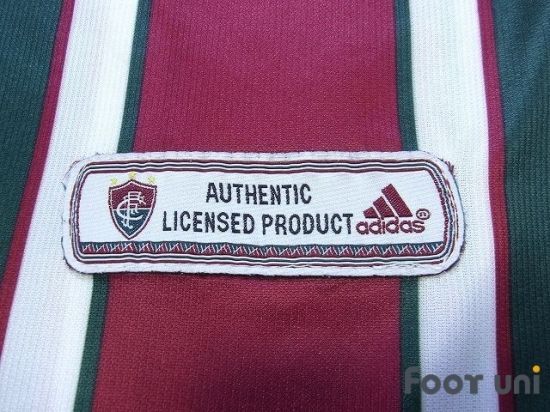 AUTHENTIC
LICENSED PRODUCT
adidas
FOOT uni